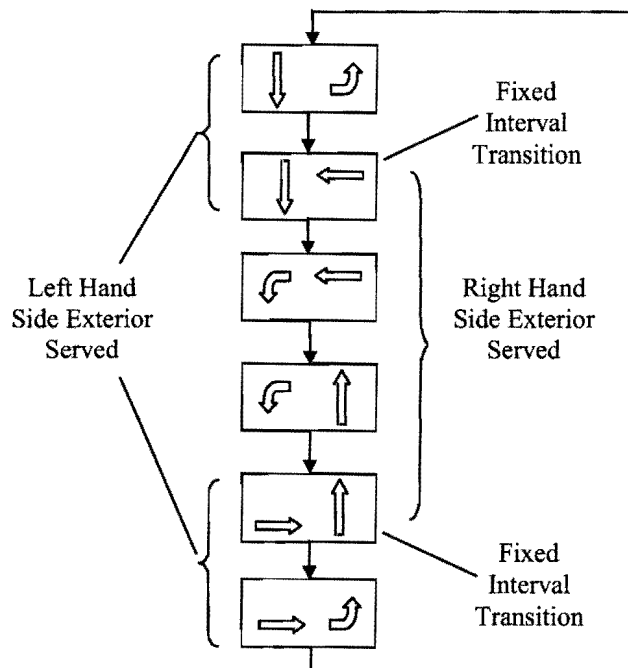 Fixed
Interval
Transition
Left Hand
Side Exterior
Served
Right Hand
Side Exterior
Served
Fixed
Interval
Transition